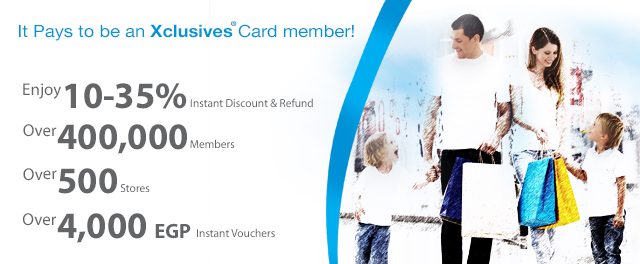 It Pays to be an Xclusives® Card member!
Enjoy 10-35% Instant Discount & Refund
Over 400,000 Members
Over 500 Stores
Over 4,000 EGP Instant Vouchers